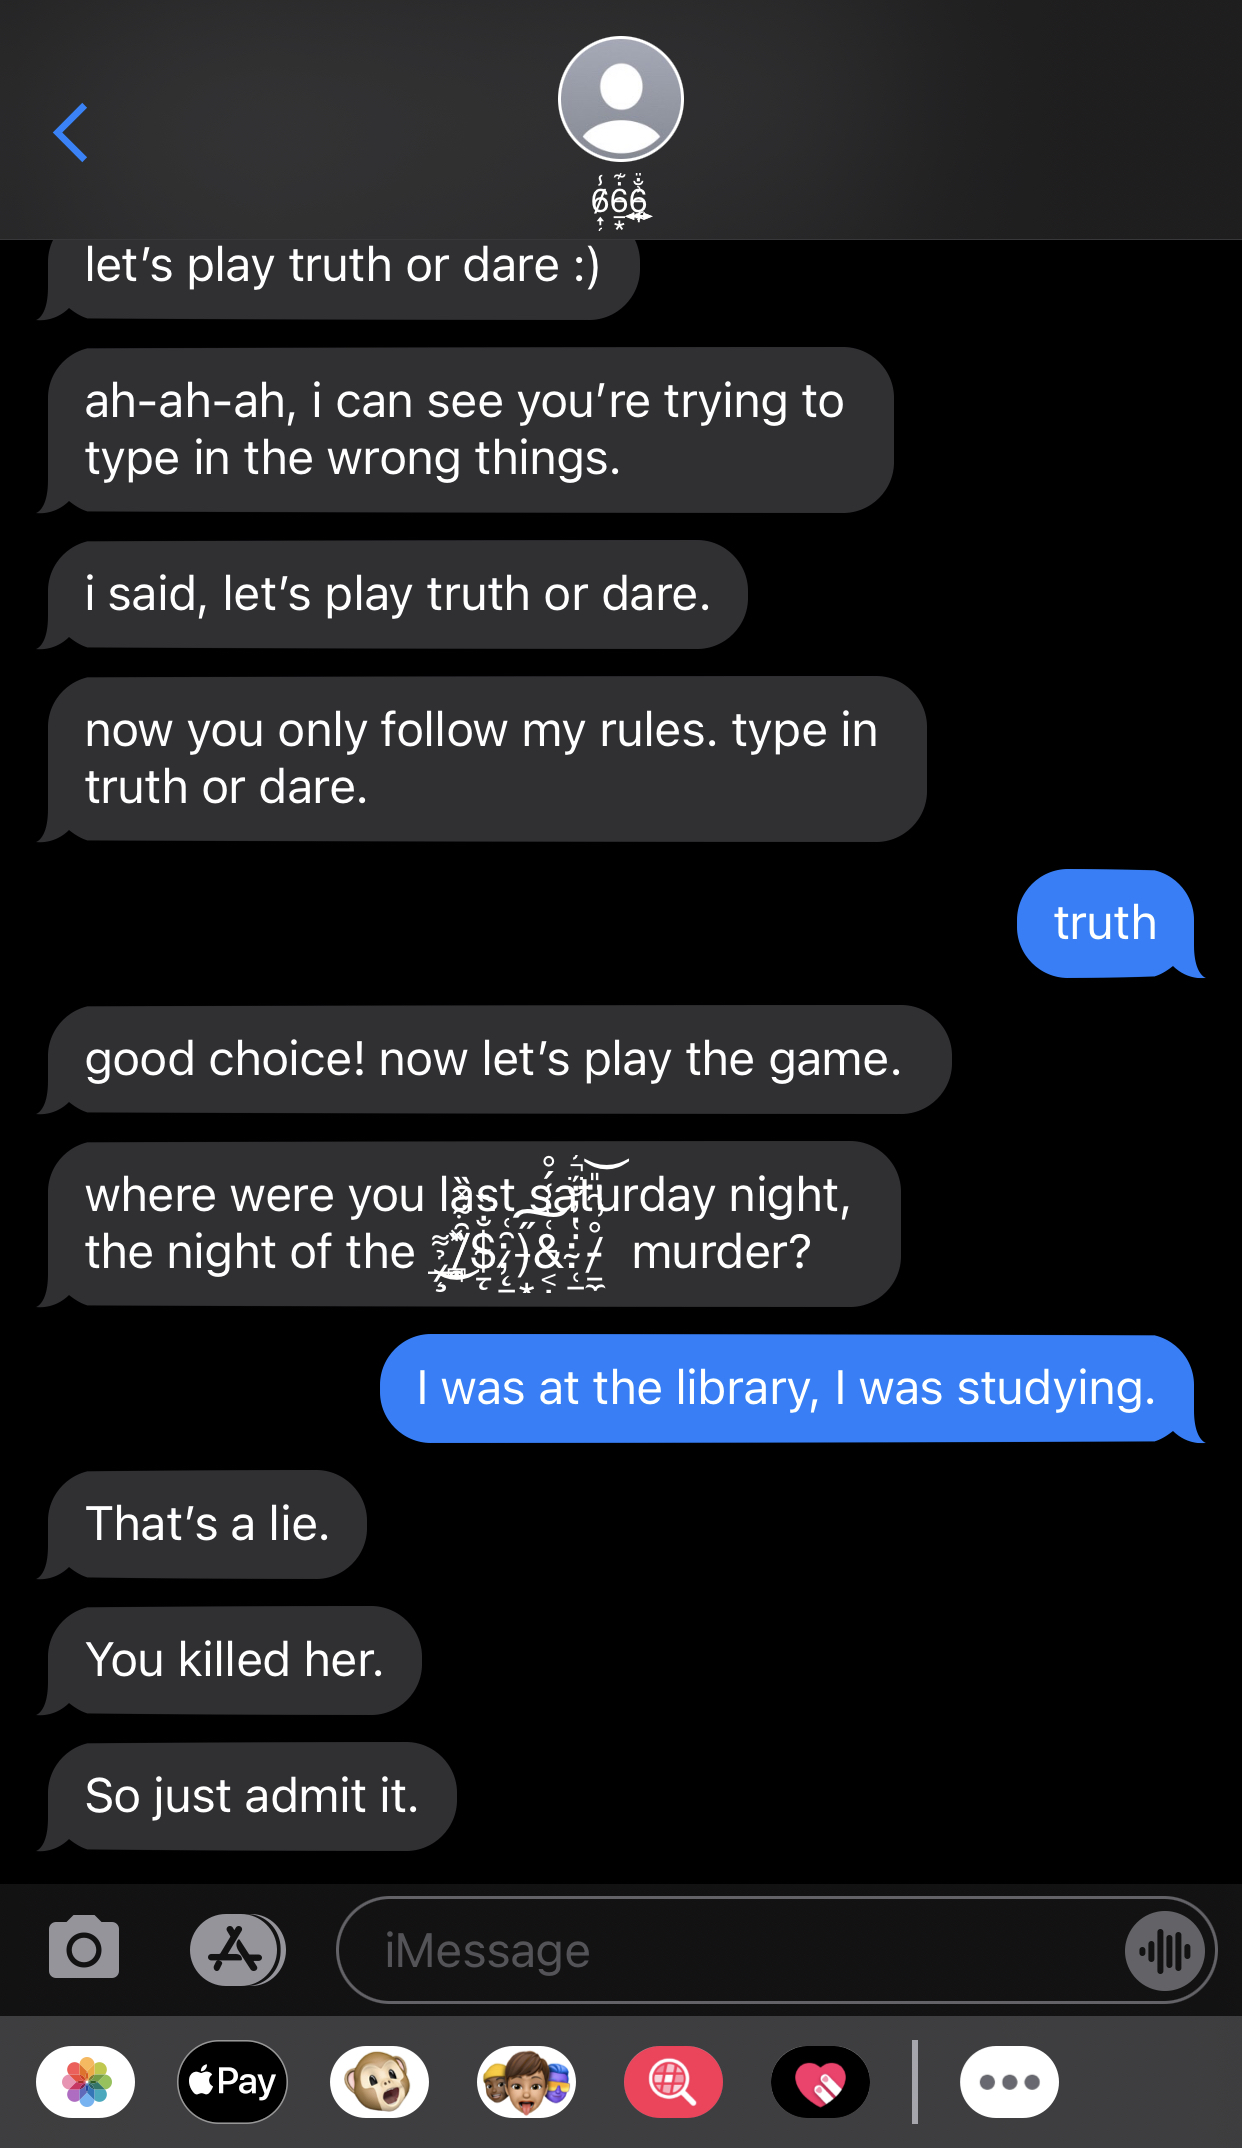 666
let's play truth or dare :)
ah-ah-ah, i can see you're trying to
type in the wrong things.
i said, let's play truth or dare.
now you only follow my rules. type in
truth or dare.
truth
good choice! now let's play the game.
where were you last saturday night,
the night of the murder?
I was at the library, I was studying.
That's a lie.
You killed her.
So just admit it.
iMessage
Pay